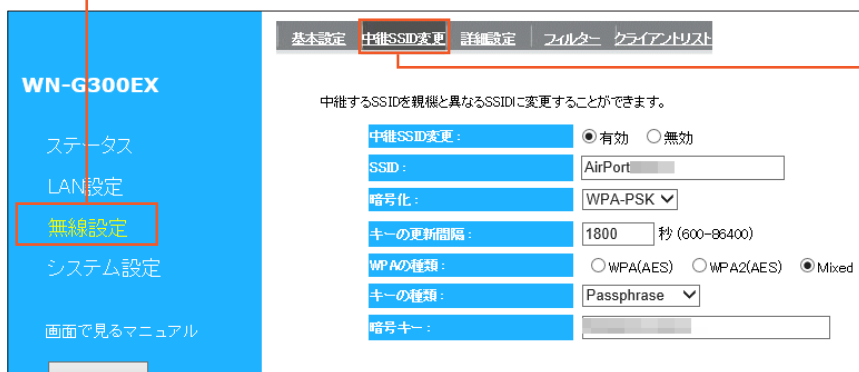 基本設定 中継SSID変更 詳細設定 フィルター クライアントリスト
WN-G300EX
ステータス
LAN設定
無線設定
システム設定
画面で見るマニュアル
中継するSSIDを親機と異なるSSIDに変更することができます。
中継SSID変更: 有効 無効
SSID: AirPort
暗号化: WPA-PSK
キーの更新間隔: 1800 秒 (600-86400)
WPAの種類: WPA(AES) WPA2(AES) Mixed
キーの種類: Passphrase
暗号キー: